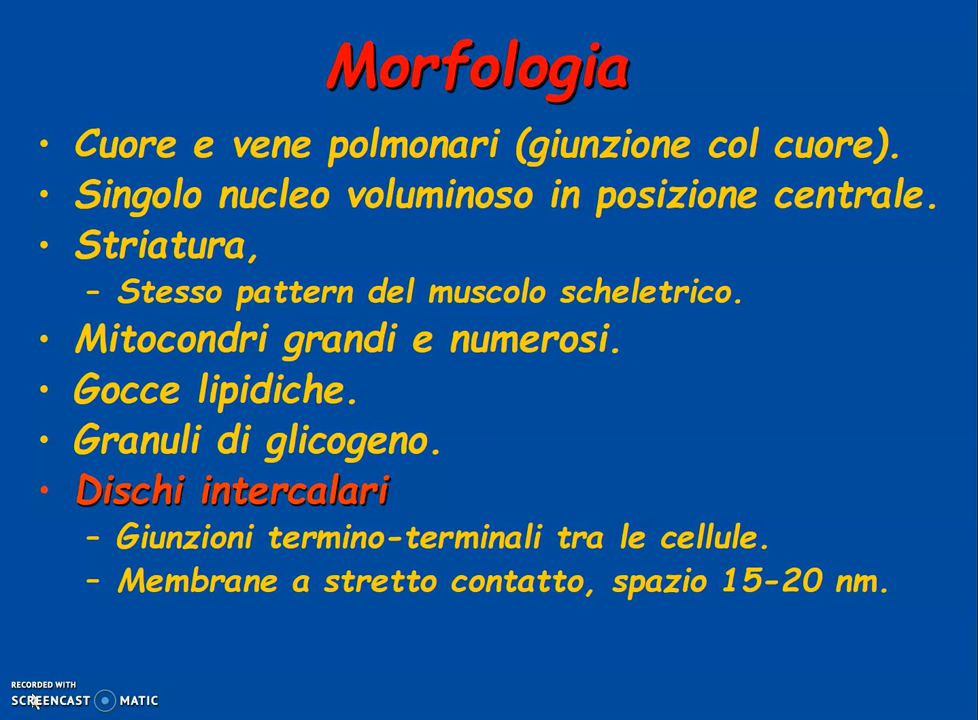 Morfologia
• Cuore e vene polmonari (giunzione col cuore).
• Singolo nucleo voluminoso in posizione centrale.
• Striatura,
– Stesso pattern del muscolo scheletrico.
• Mitocondri grandi e numerosi.
• Gocce lipidiche.
• Granuli di glicogeno.
• Dischi intercalari
– Giunzioni termino-terminali tra le cellule.
– Membrane a stretto contatto, spazio 15-20 nm.
RECORDED WITH
SCREENCAST MATIC